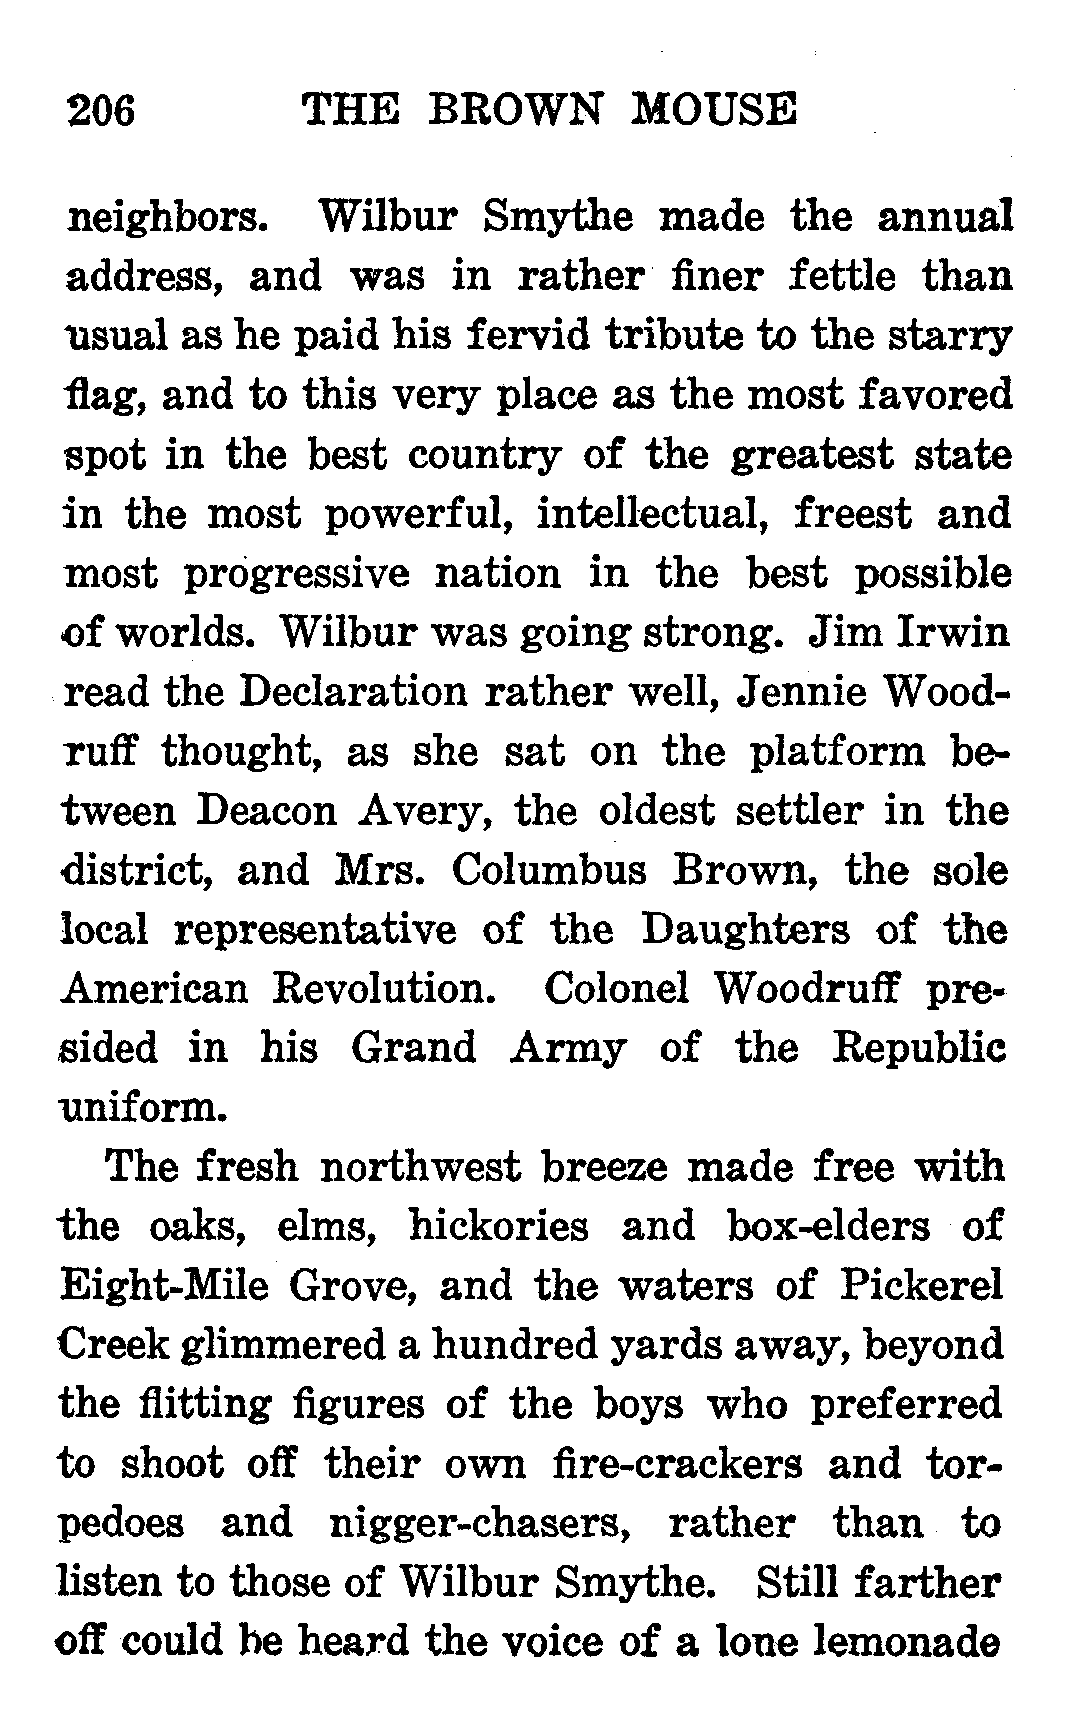 206 THE BROWN MOUSE
neighbors. Wilbur Smythe made the annual
address, and was in rather finer fettle than
usual as he paid his fervid tribute to the starry
flag, and to this very place as the most favored
spot in the best country of the greatest state
in the most powerful, intellectual, freest and
most progressive nation in the best possible
of worlds. Wilbur was going strong. Jim Irwin
read the Declaration rather well, Jennie Wood-
ruff thought, as she sat on the platform be-
tween Deacon Avery, the oldest settler in the
district, and Mrs. Columbus Brown, the sole
local representative of the Daughters of the
American Revolution. Colonel Woodruff pre-
sided in his Grand Army of the Republic
uniform.
The fresh northwest breeze made free with
the oaks, elms, hickories and box-elders of
Eight-Mile Grove, and the waters of Pickerel
Creek glimmered a hundred yards away, beyond
the flitting figures of the boys who preferred
to shoot off their own fire-crackers and tor-
pedoes and nigger-chasers, rather than to
listen to those of Wilbur Smythe. Still farther
off could be heard the voice of a lone lemonade